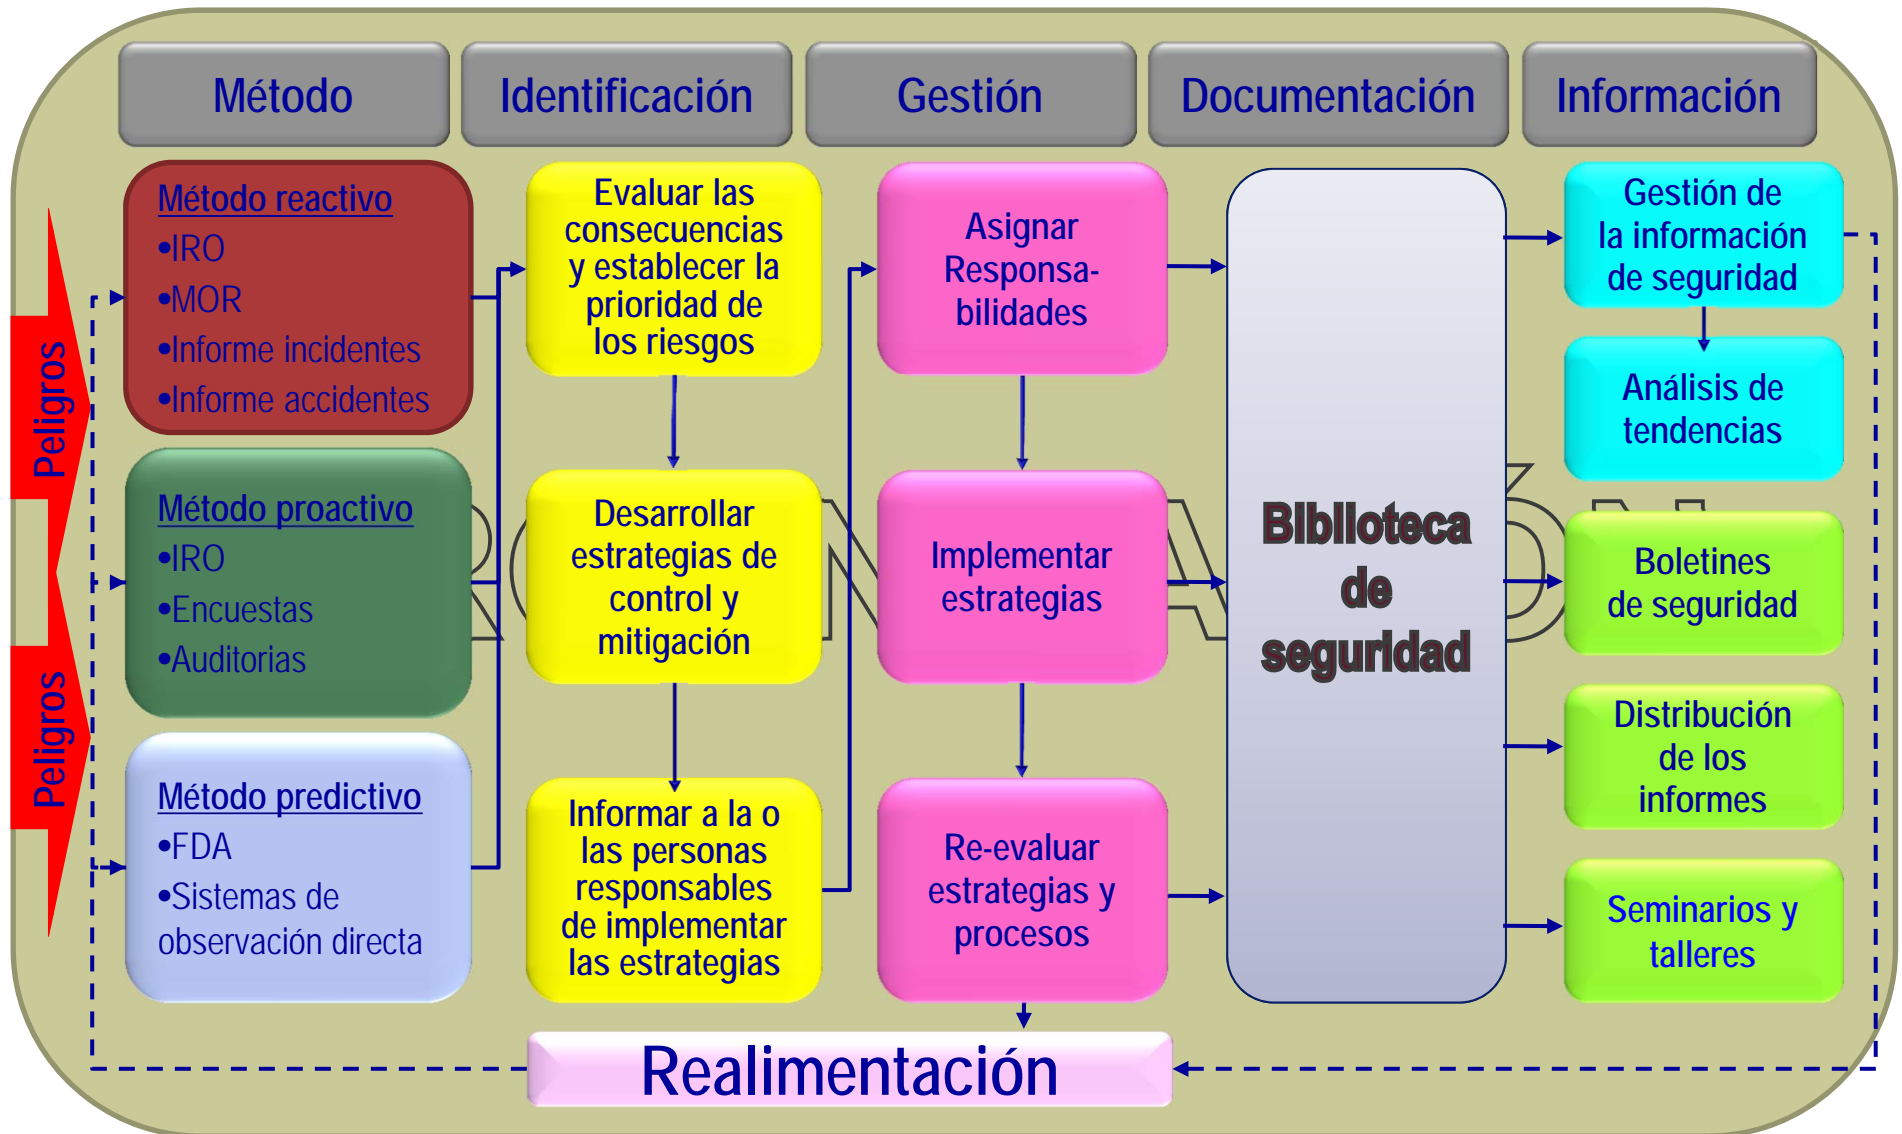 Método
Identificación
Gestión
Documentación
Información
Peligros
Peligros
Método reactivo
•IRO
•MOR
•Informe incidentes
•Informe accidentes
Método proactivo
•IRO
•Encuestas
•Auditorias
Método predictivo
•FDA
•Sistemas de
observación directa
Evaluar las
consecuencias
y establecer la
prioridad de
los riesgos
Desarrollar
estrategias de
control y
mitigación
Informar a la o
las personas
responsables
de implementar
las estrategias
Asignar
Responsa-
bilidades
Implementar
estrategias
Re-evaluar
estrategias y
procesos
Biblioteca
de
seguridad
Gestión de
la información
de seguridad
Análisis de
tendencias
Boletines
de seguridad
Distribución
de los
informes
Seminarios y
talleres
Realimentación